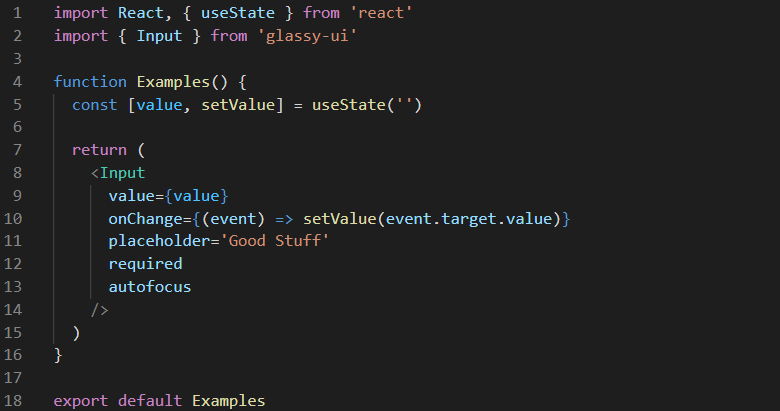 1 import React, { useState } from 'react'
2 import { Input } from 'glassy-ui'
3
4 function Examples() {
5   const [value, setValue] = useState('')
6
7   return (
8     <Input
9       value={value}
10       onChange={(event) => setValue(event.target.value)}
11       placeholder='Good Stuff'
12       required
13       autofocus
14     />
15   )
16 }
17
18 export default Examples